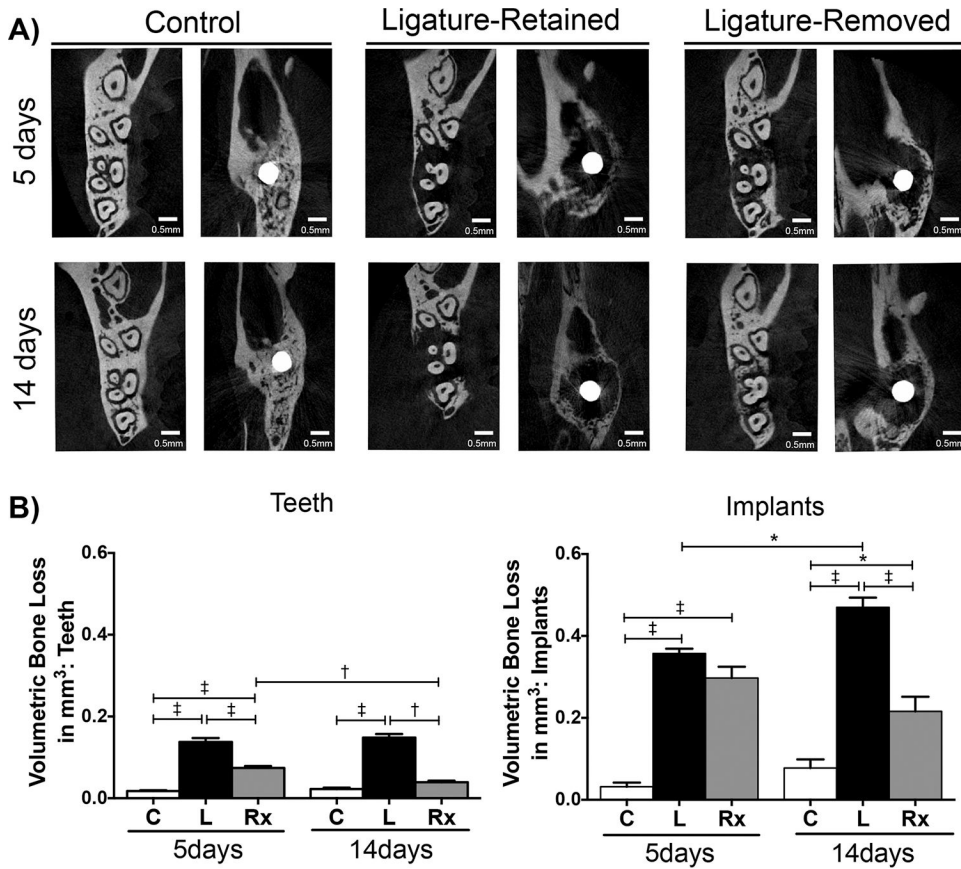 A)
Control
Ligature-Retained
Ligature-Removed
5 days
0.5mm
0.5mm
0.5mm
0.5mm
0.5mm
0.5mm
14 days
0.5mm
0.5mm
0.5mm
0.5mm
0.5mm
0.5mm
B)
Teeth
Volumetric Bone Loss
in mm³: Teeth
0.6
0.4
0.2
0.0
‡
‡
‡
†
‡
†
C L Rx C L Rx
5days 14days
Implants
Volumetric Bone Loss
in mm³: Implants
0.6
0.4
0.2
0.0
*
‡
‡
*
‡
‡
C L Rx C L Rx
5days 14days